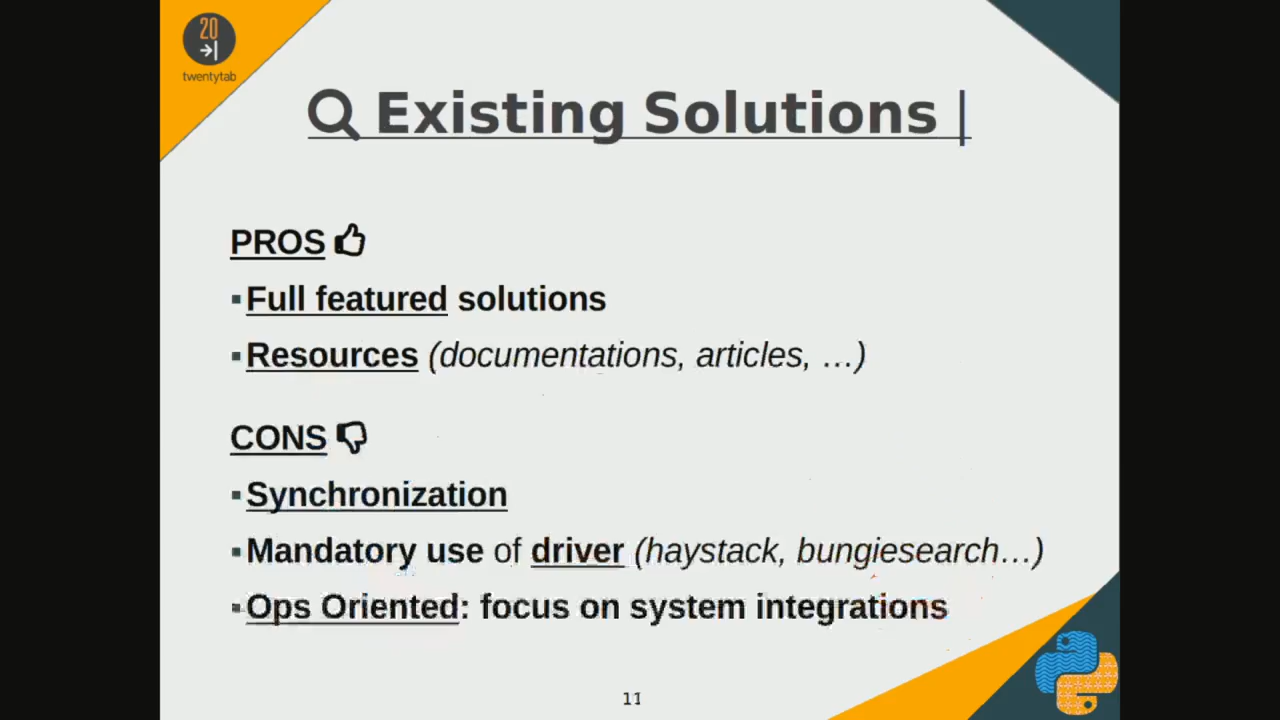 20
twentytab
Existing Solutions |
PROS
▪Full featured solutions
▪Resources (documentations, articles, …)
CONS
▪Synchronization
▪Mandatory use of driver (haystack, bungiesearch…)
▪Ops Oriented: focus on system integrations
11